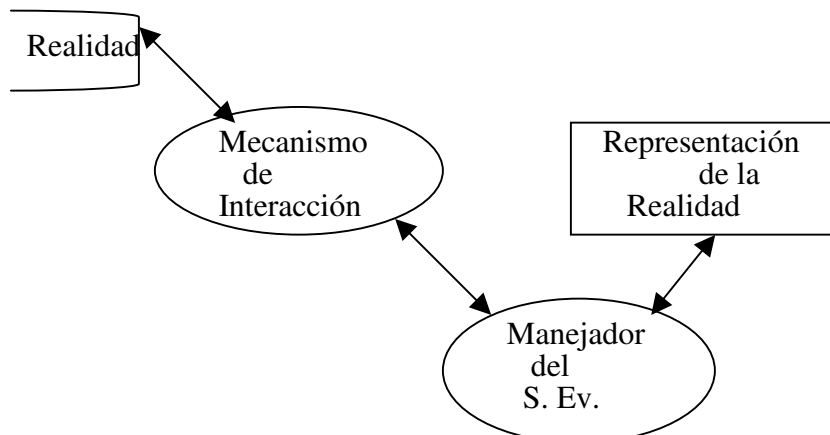 Realidad
Mecanismo
de
Interacción
Representación
de la
Realidad
Manejador
del
S. Ev.